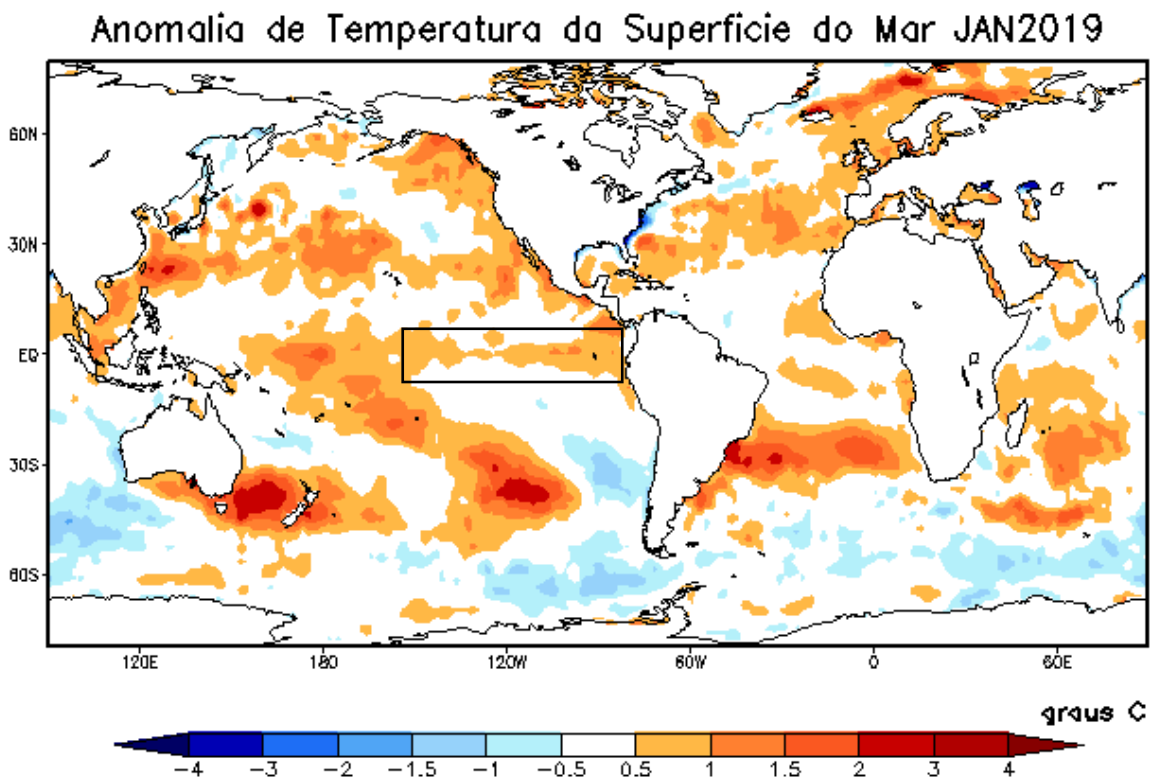 Anomalia de Temperatura da Superficie do Mar JAN2019
60N
30N
EQ
30S
60S
120E 180 120W 60W 0 60E
graus C
-4 -3 -2 -1.5 -1 -0.5 0.5 1 1.5 2 3 4